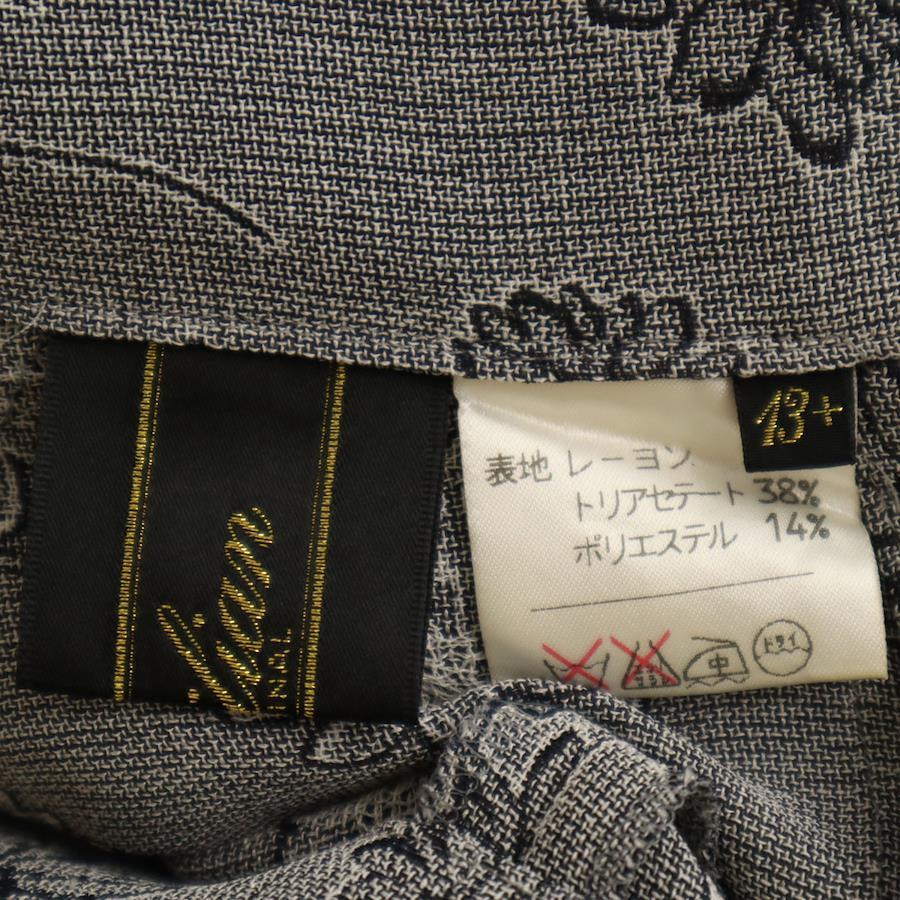 13+
表地 レーヨン
トリアセテート 38%
ポリエステル 14%
中
ドライ